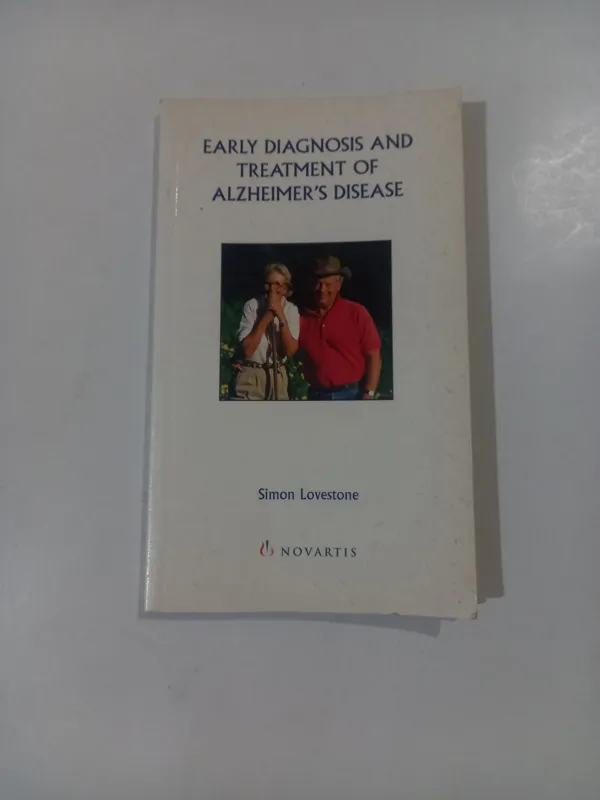 EARLY DIAGNOSIS AND
TREATMENT OF
ALZHEIMER'S DISEASE
Simon Lovestone
NOVARTIS